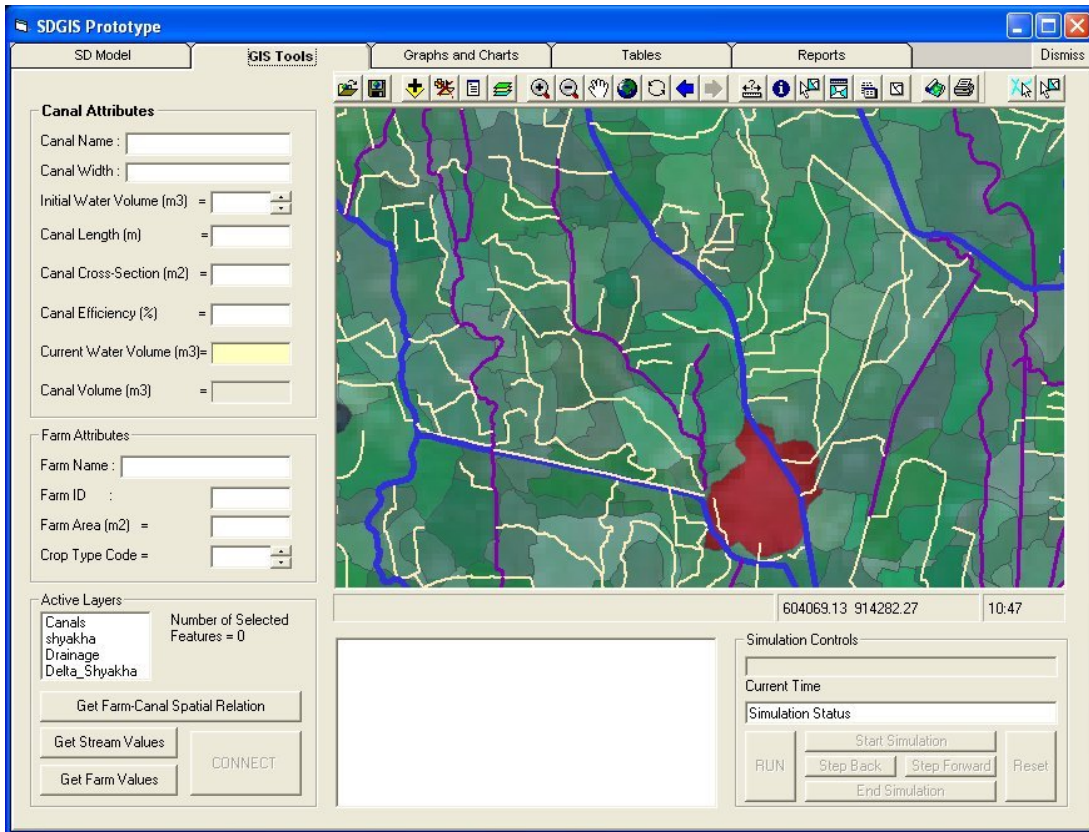 SDGIS Prototype
SD Model GIS Tools Graphs and Charts Tables Reports Dismiss
Canal Attributes
Canal Name :
Canal Width :
Initial Water Volume (m3) =
Canal Length (m) =
Canal Cross-Section (m2) =
Canal Efficiency (%) =
Current Water Volume (m3)=
Canal Volume (m3) =
Farm Attributes
Farm Name :
Farm ID :
Farm Area (m2) =
Crop Type Code =
Active Layers
Canals
shyakha
Drainage
Delta_Shyakha
Number of Selected
Features = 0
Get Farm-Canal Spatial Relation
Get Stream Values
Get Farm Values
CONNECT
604069.13 914282.27 10:47
Simulation Controls
Current Time
Simulation Status
RUN
Start Simulation
Step Back Step Forward
End Simulation
Reset